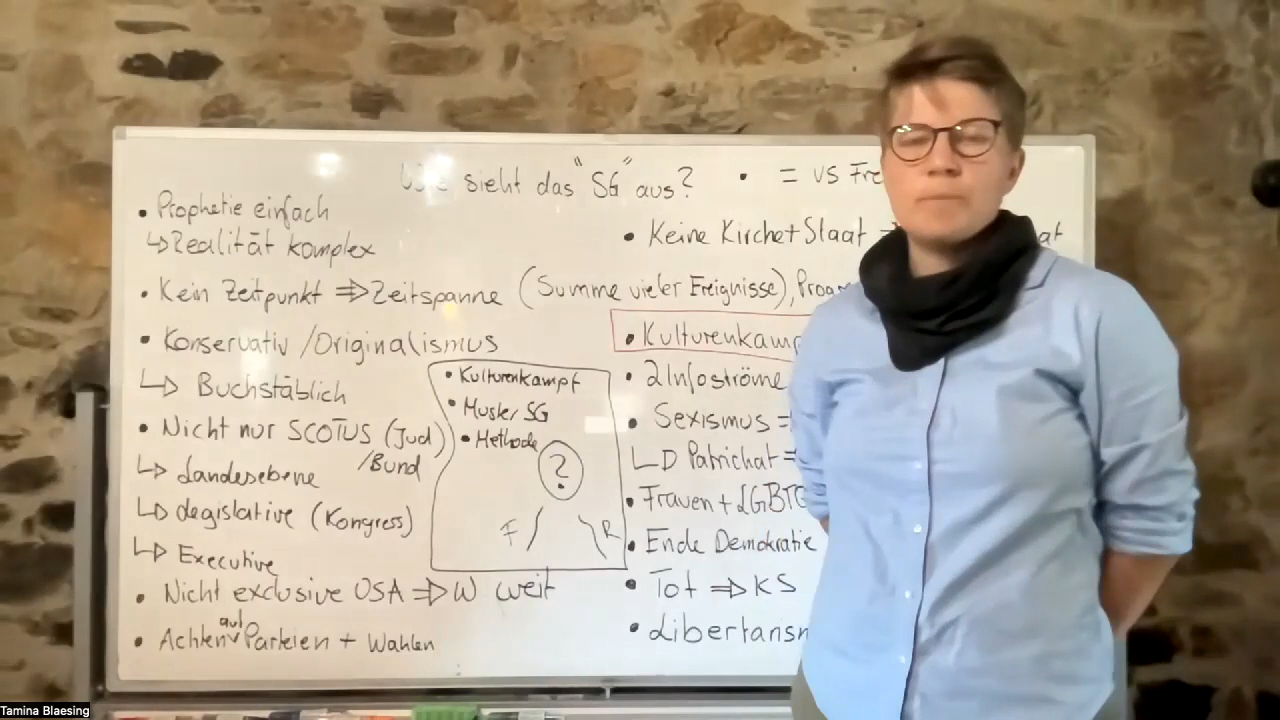 Wie sieht das "SG" aus?
• Prophetie einfach
↳ Realität komplex
• Kein Zeitpunkt ⇒ Zeitspanne (Summe vieler Ereignisse),
• Konservativ / Originalismus
↳ Buchstäblich
• Nicht nur SCOTUS (Jud)
/Bund
↳ Landesebene
↳ Legislative (Kongress)
↳ Executive
• Nicht exclusive USA ⇒ W weit
• Achten auf Parteien + Wahlen
• Kulturenkampf
• Muster SG
• Methode
?
F / \ R
• = VS
• Keine Kirche + Staat
• Kulturenkamp
• 2 Infoströme
• Sexismus =
↳ Patrichat =
• Frauen + LGBTQ
• Ende Demokratie
• Tot ⇒ KS
• Libertarism
Tamina Blaesing